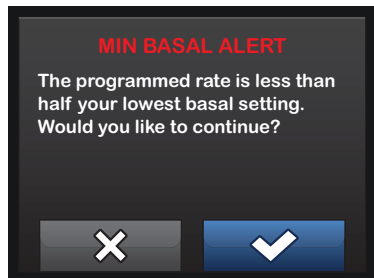 MIN BASAL ALERT
The programmed rate is less than
half your lowest basal setting.
Would you like to continue?